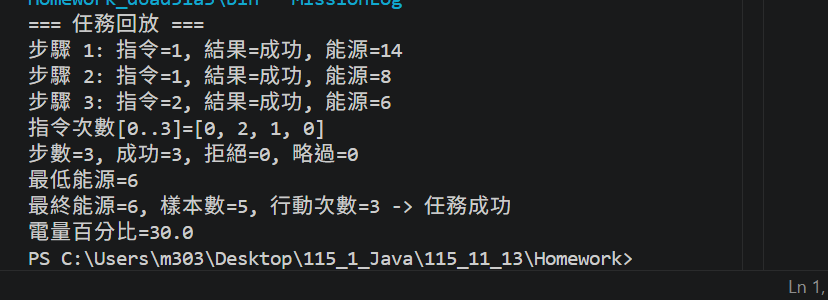 Homework_d0ad51a5\bin' 'MissionLog'
=== 任務回放 ===
步驟 1: 指令=1, 結果=成功, 能源=14
步驟 2: 指令=1, 結果=成功, 能源=8
步驟 3: 指令=2, 結果=成功, 能源=6
指令次數[0..3]=[0, 2, 1, 0]
步數=3, 成功=3, 拒絕=0, 略過=0
最低能源=6
最終能源=6, 樣本數=5, 行動次數=3 -> 任務成功
電量百分比=30.0
PS C:\Users\m303\Desktop\115_1_Java\115_11_13\Homework>
Ln 1,